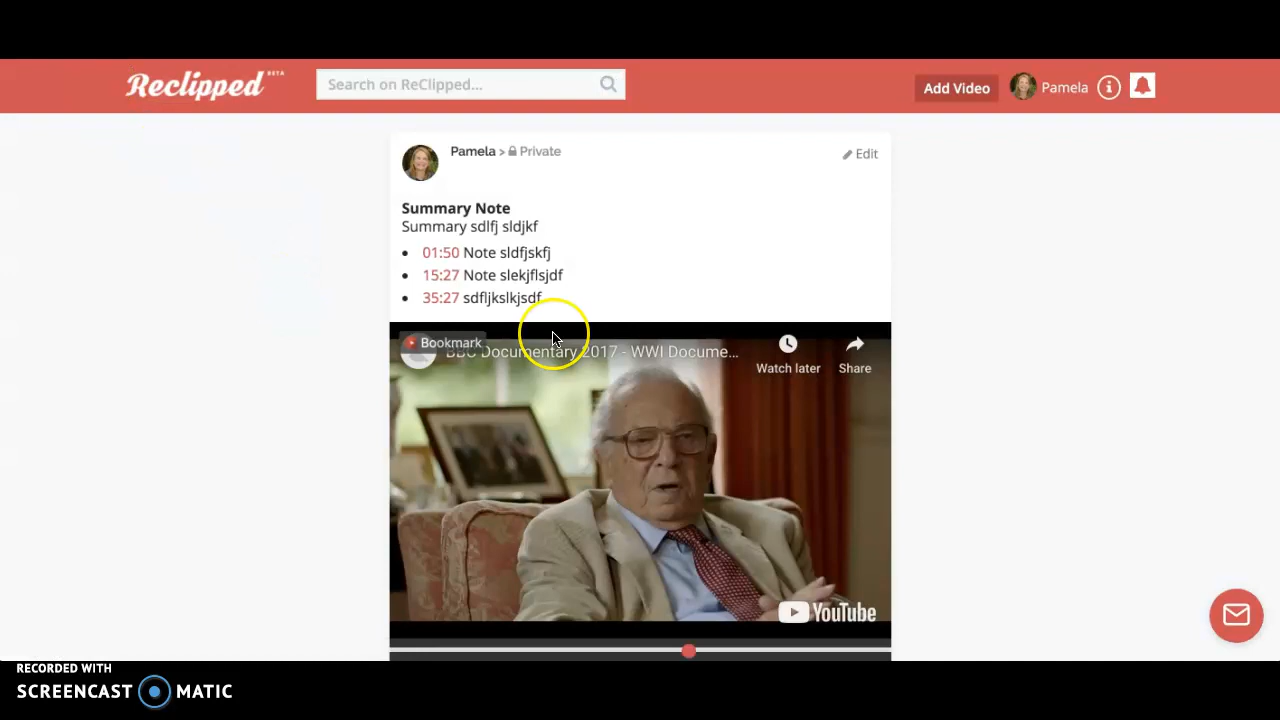 Reclipped BETA
Search on ReClipped...
Add Video
Pamela
Pamela > Private
Edit
Summary Note
Summary sdlfj sldjkf
• 01:50 Note sldfjskfj
• 15:27 Note slekjflsjdf
• 35:27 sdfljkslkjsdf
Bookmark
BBC Documentary 2017 - WWI Docume...
Watch later
Share
YouTube
RECORDED WITH
SCREENCAST MATIC